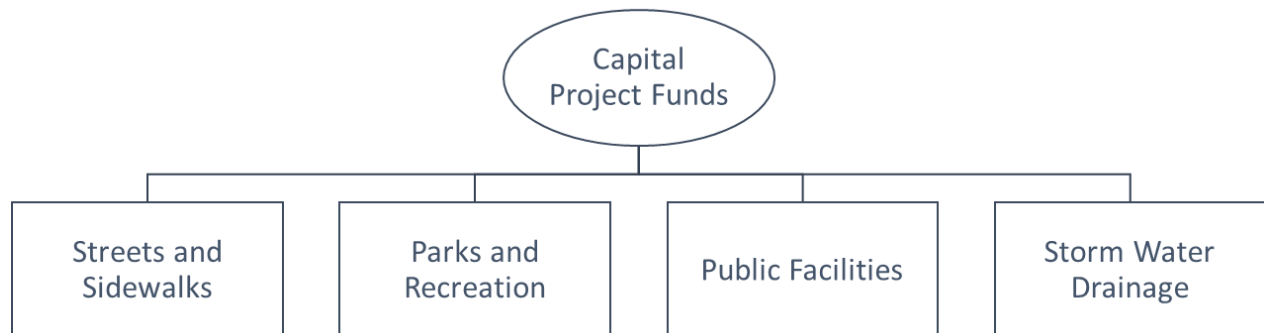 Capital
Project Funds
Streets and
Sidewalks
Parks and
Recreation
Public Facilities
Storm Water
Drainage